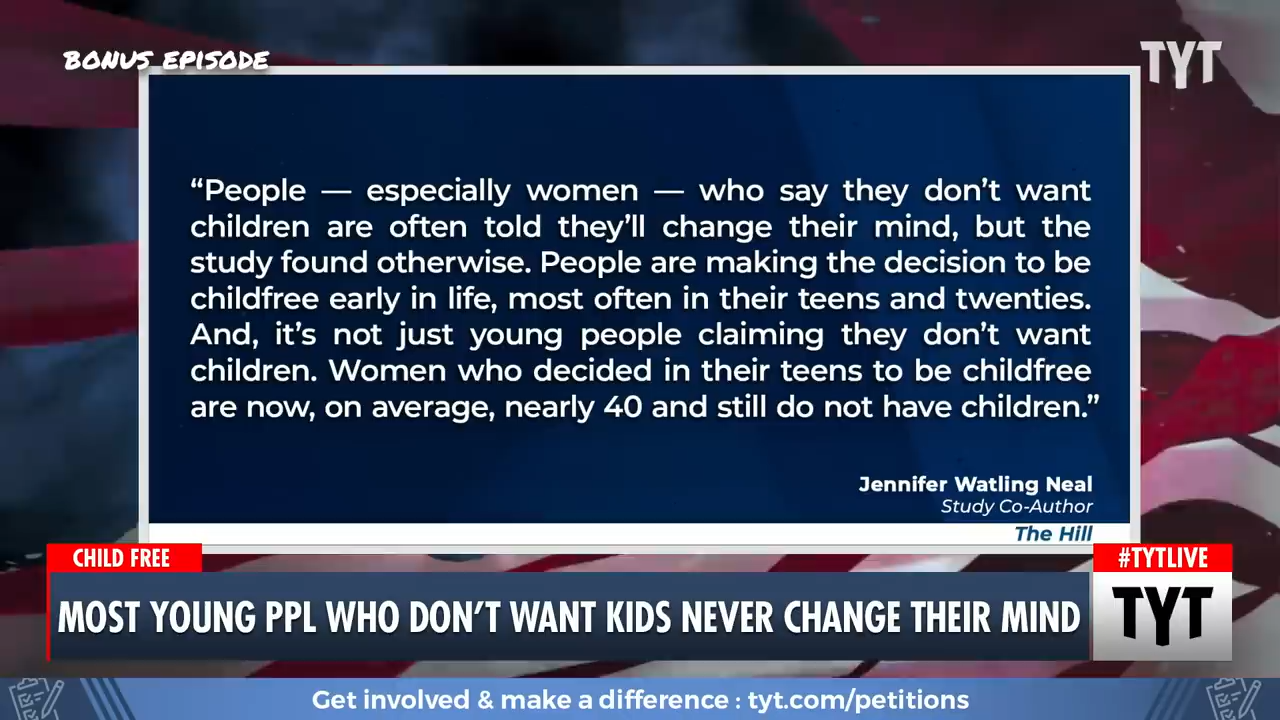 BONUS EPISODE
TYT
“People — especially women — who say they don’t want
children are often told they’ll change their mind, but the
study found otherwise. People are making the decision to be
childfree early in life, most often in their teens and twenties.
And, it’s not just young people claiming they don’t want
children. Women who decided in their teens to be childfree
are now, on average, nearly 40 and still do not have children.”
Jennifer Watling Neal
Study Co-Author
The Hill
CHILD FREE
#TYTLIVE
MOST YOUNG PPL WHO DON’T WANT KIDS NEVER CHANGE THEIR MIND
TYT
Get involved & make a difference : tyt.com/petitions